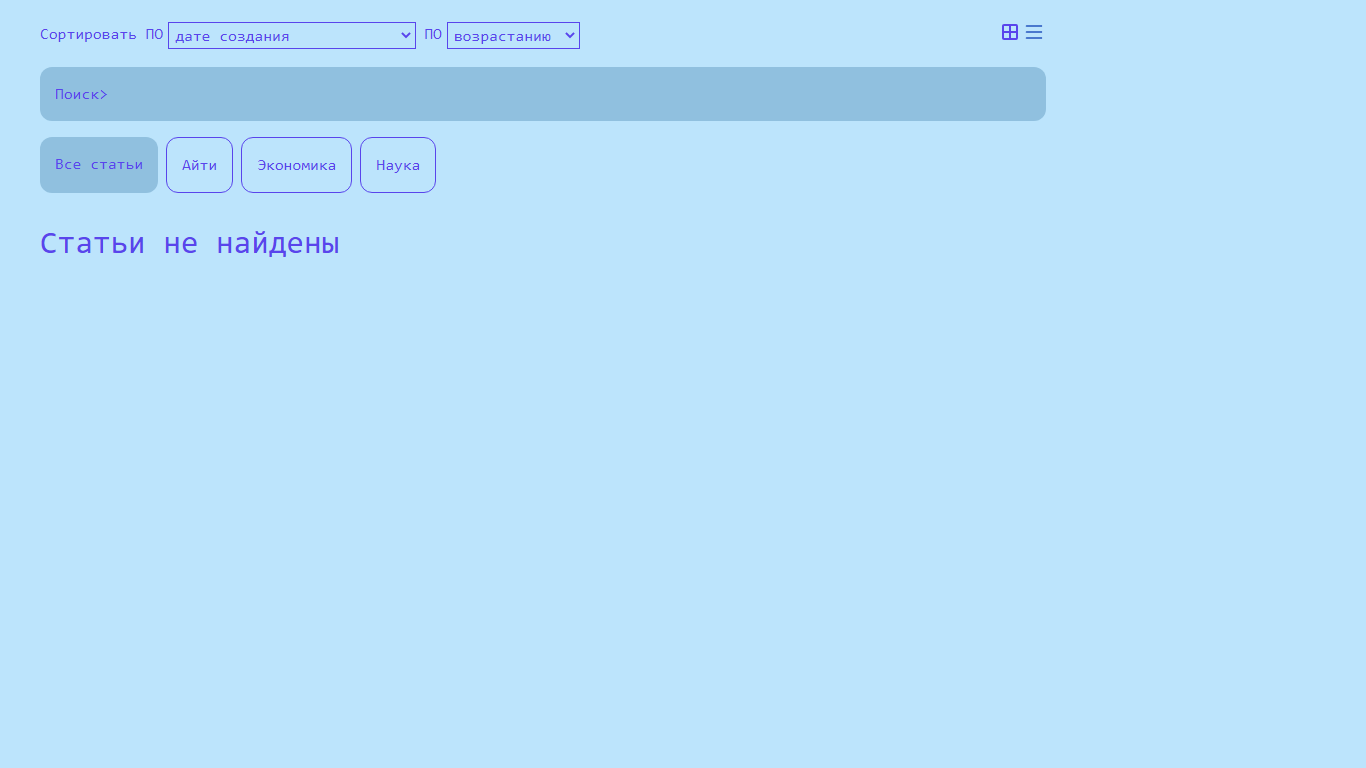 Сортировать ПО дате создания ПО возрастанию
Поиск>
Все статьи Айти Экономика Наука
Статьи не найдены